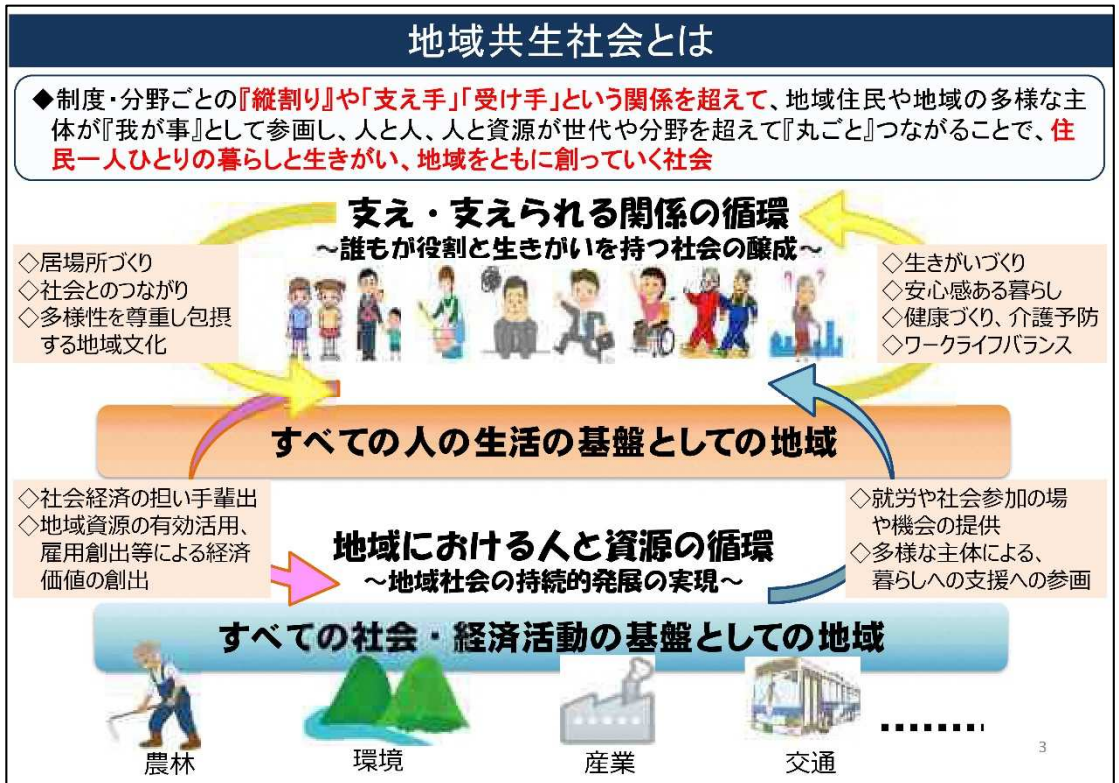 地域共生社会とは
◆制度・分野ごとの『縦割り』や「支え手」「受け手」という関係を超えて、地域住民や地域の多様な主
体が『我が事』として参画し、人と人、人と資源が世代や分野を超えて『丸ごと』つながることで、住
民一人ひとりの暮らしと生きがい、地域をともに創っていく社会
支え・支えられる関係の循環
～誰もが役割と生きがいを持つ社会の醸成～
◇居場所づくり
◇社会とのつながり
◇多様性を尊重し包摂
する地域文化
◇生きがいづくり
◇安心感ある暮らし
◇健康づくり、介護予防
◇ワークライフバランス
すべての人の生活の基盤としての地域
◇社会経済の担い手輩出
◇地域資源の有効活用、
雇用創出等による経済
価値の創出
地域における人と資源の循環
～地域社会の持続的発展の実現～
◇就労や社会参加の場
や機会の提供
◇多様な主体による、
暮らしへの支援への参画
すべての社会・経済活動の基盤としての地域
農林
環境
産業
交通
………
3